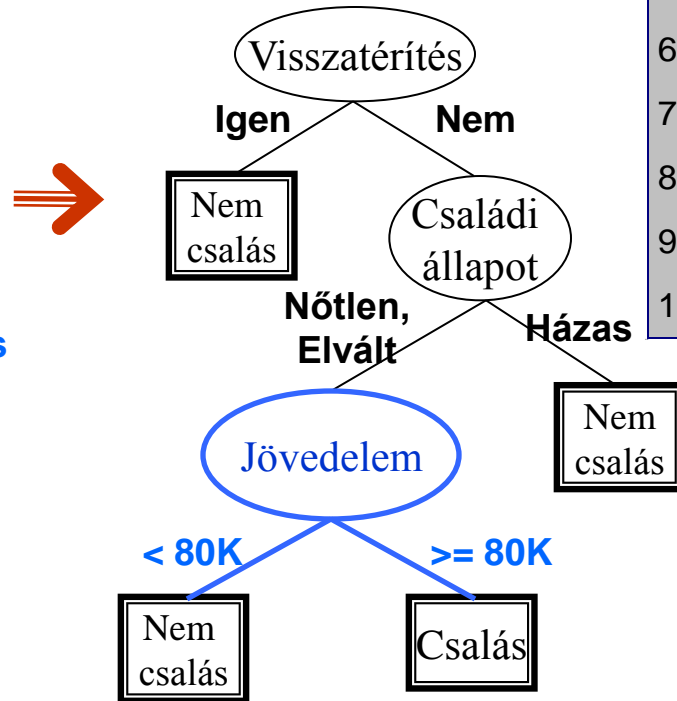 Visszatérítés
Igen
Nem
Nem
csalás
Családi
állapot
Nőtlen,
Elvált
Házas
Nem
csalás
Jövedelem
< 80K
>= 80K
Nem
csalás
Csalás
6
7
8
9
1
s